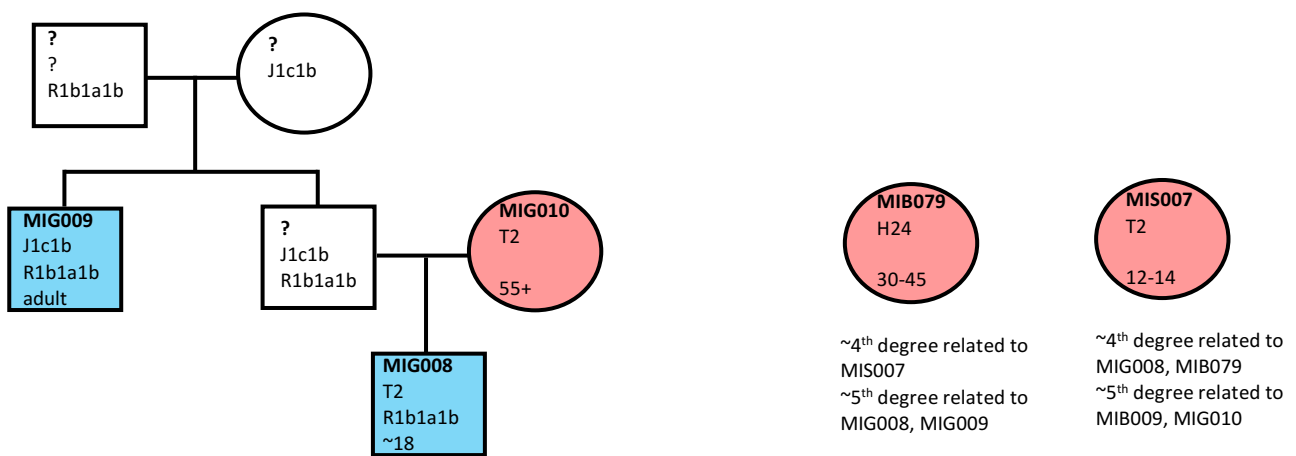 ?
?
R1b1a1b
?
J1c1b
MIG009
J1c1b
R1b1a1b
adult
?
J1c1b
R1b1a1b
MIG010
T2
55+
MIG008
T2
R1b1a1b
~18
MIB079
H24
30-45
~4th degree related to
MIS007
~5th degree related to
MIG008, MIG009
MIS007
T2
12-14
~4th degree related to
MIG008, MIB079
~5th degree related to
MIB009, MIG010